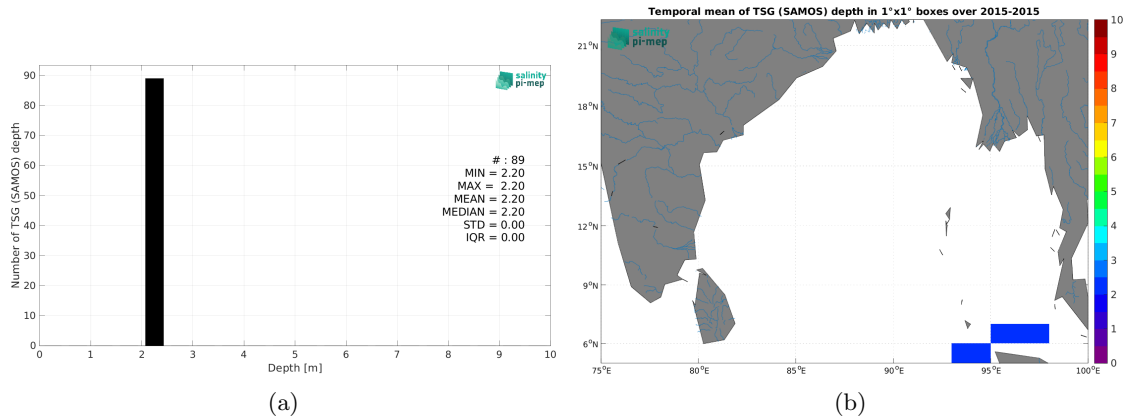 Number of TSG (SAMOS) depth
90
80
70
60
50
40
30
20
10
0
0 1 2 3 4 5 6 7 8 9 10
Depth [m]
salinity
pi-mep
# : 89
MIN = 2.20
MAX = 2.20
MEAN = 2.20
MEDIAN = 2.20
STD = 0.00
IQR = 0.00
(a)
Temporal mean of TSG (SAMOS) depth in 1°x1° boxes over 2015-2015
salinity
pi-mep
21°N
18°N
15°N
12°N
9°N
6°N
75°E 80°E 85°E 90°E 95°E 100°E
10
9
8
7
6
5
4
3
2
1
0
(b)